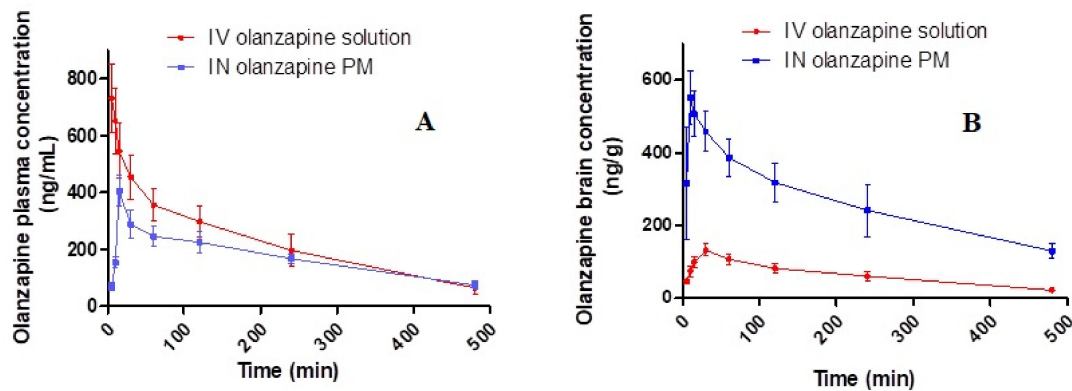 IV olanzapine solution
IN olanzapine PM
A
Olanzapine plasma concentration
ng/mL
800
600
400
200
0
0
100
200
300
400
500
Time (min)
IV olanzapine solution
IN olanzapine PM
B
Olanzapine brain concentration
(ng/g)
600
400
200
0
0
100
200
300
400
500
Time (min)